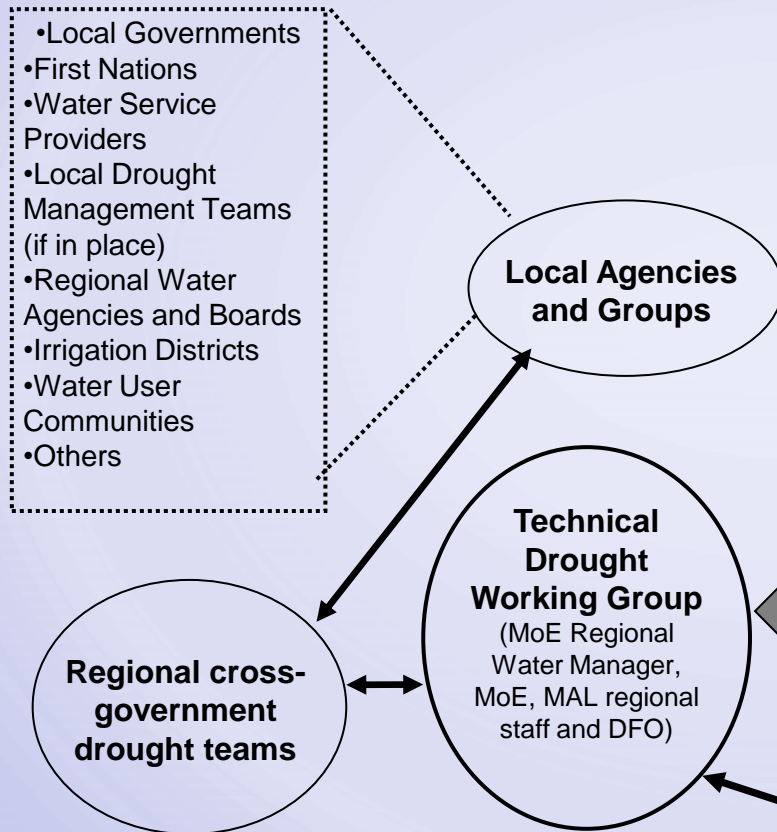 •Local Governments
•First Nations
•Water Service
Providers
•Local Drought
Management Teams
(if in place)
•Regional Water
Agencies and Boards
•Irrigation Districts
•Water User
Communities
•Others
Local Agencies
and Groups
Technical
Drought
Working Group
(MoE Regional
Water Manager,
MoE, MAL regional
staff and DFO)
Regional cross-
government
drought teams